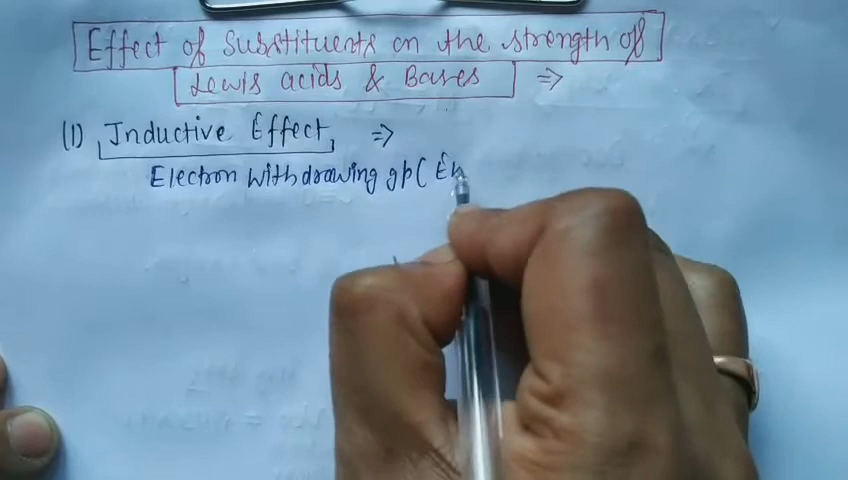 Effect of Substituents on the strength of
Lewis acids & Bases ⇒
(1) Inductive Effect, ⇒
Electron withdrawing gp(